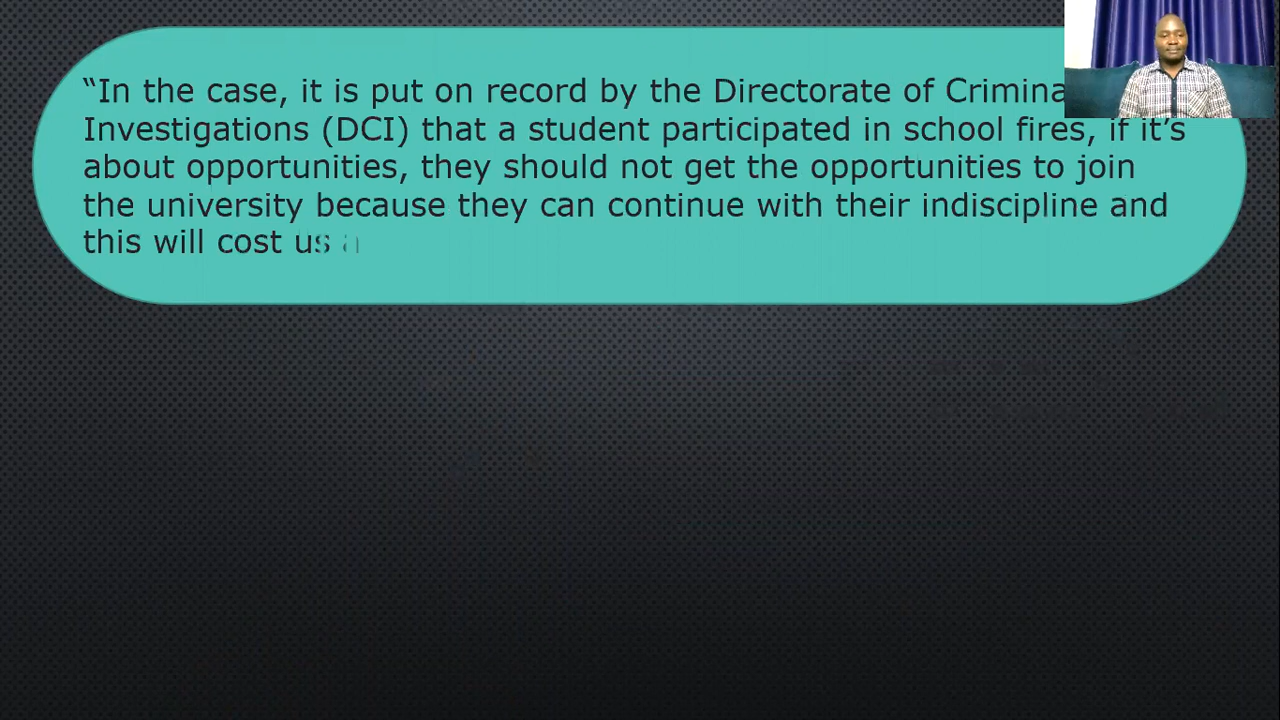 “In the case, it is put on record by the Directorate of Crimina
Investigations (DCI) that a student participated in school fires, if it’s
about opportunities, they should not get the opportunities to join
the university because they can continue with their indiscipline and
this will cost us a